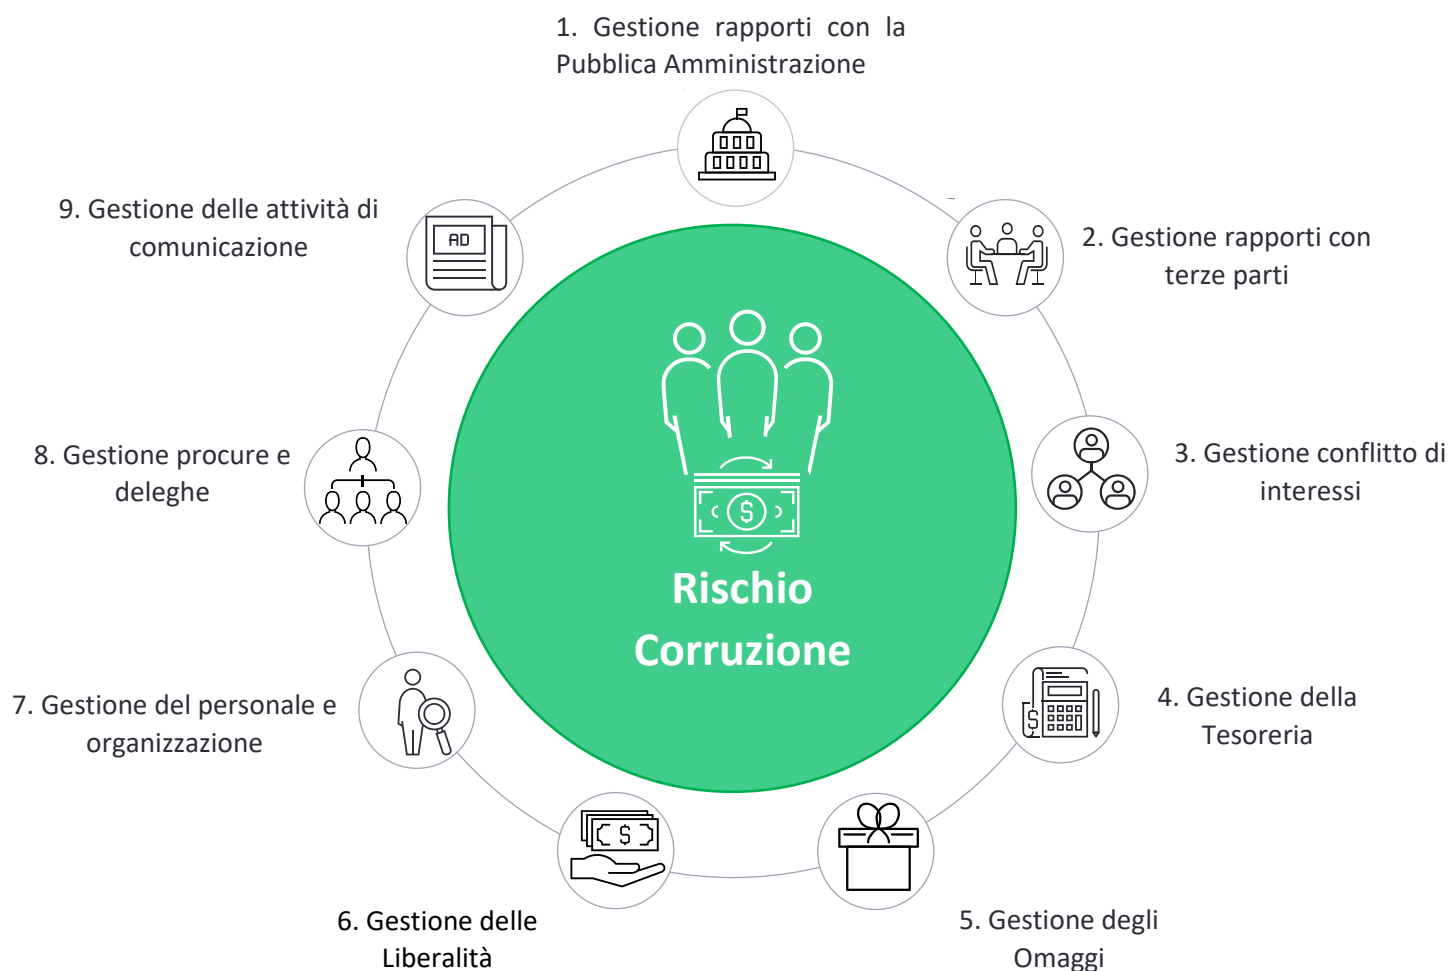 1. Gestione rapporti con la
Pubblica Amministrazione
2. Gestione rapporti con
terze parti
3. Gestione conflitto di
interessi
4. Gestione della
Tesoreria
5. Gestione degli
Omaggi
6. Gestione delle
Liberalità
7. Gestione del personale e
organizzazione
8. Gestione procure e
deleghe
9. Gestione delle attività di
comunicazione
AD
$
Rischio
Corruzione
$
$